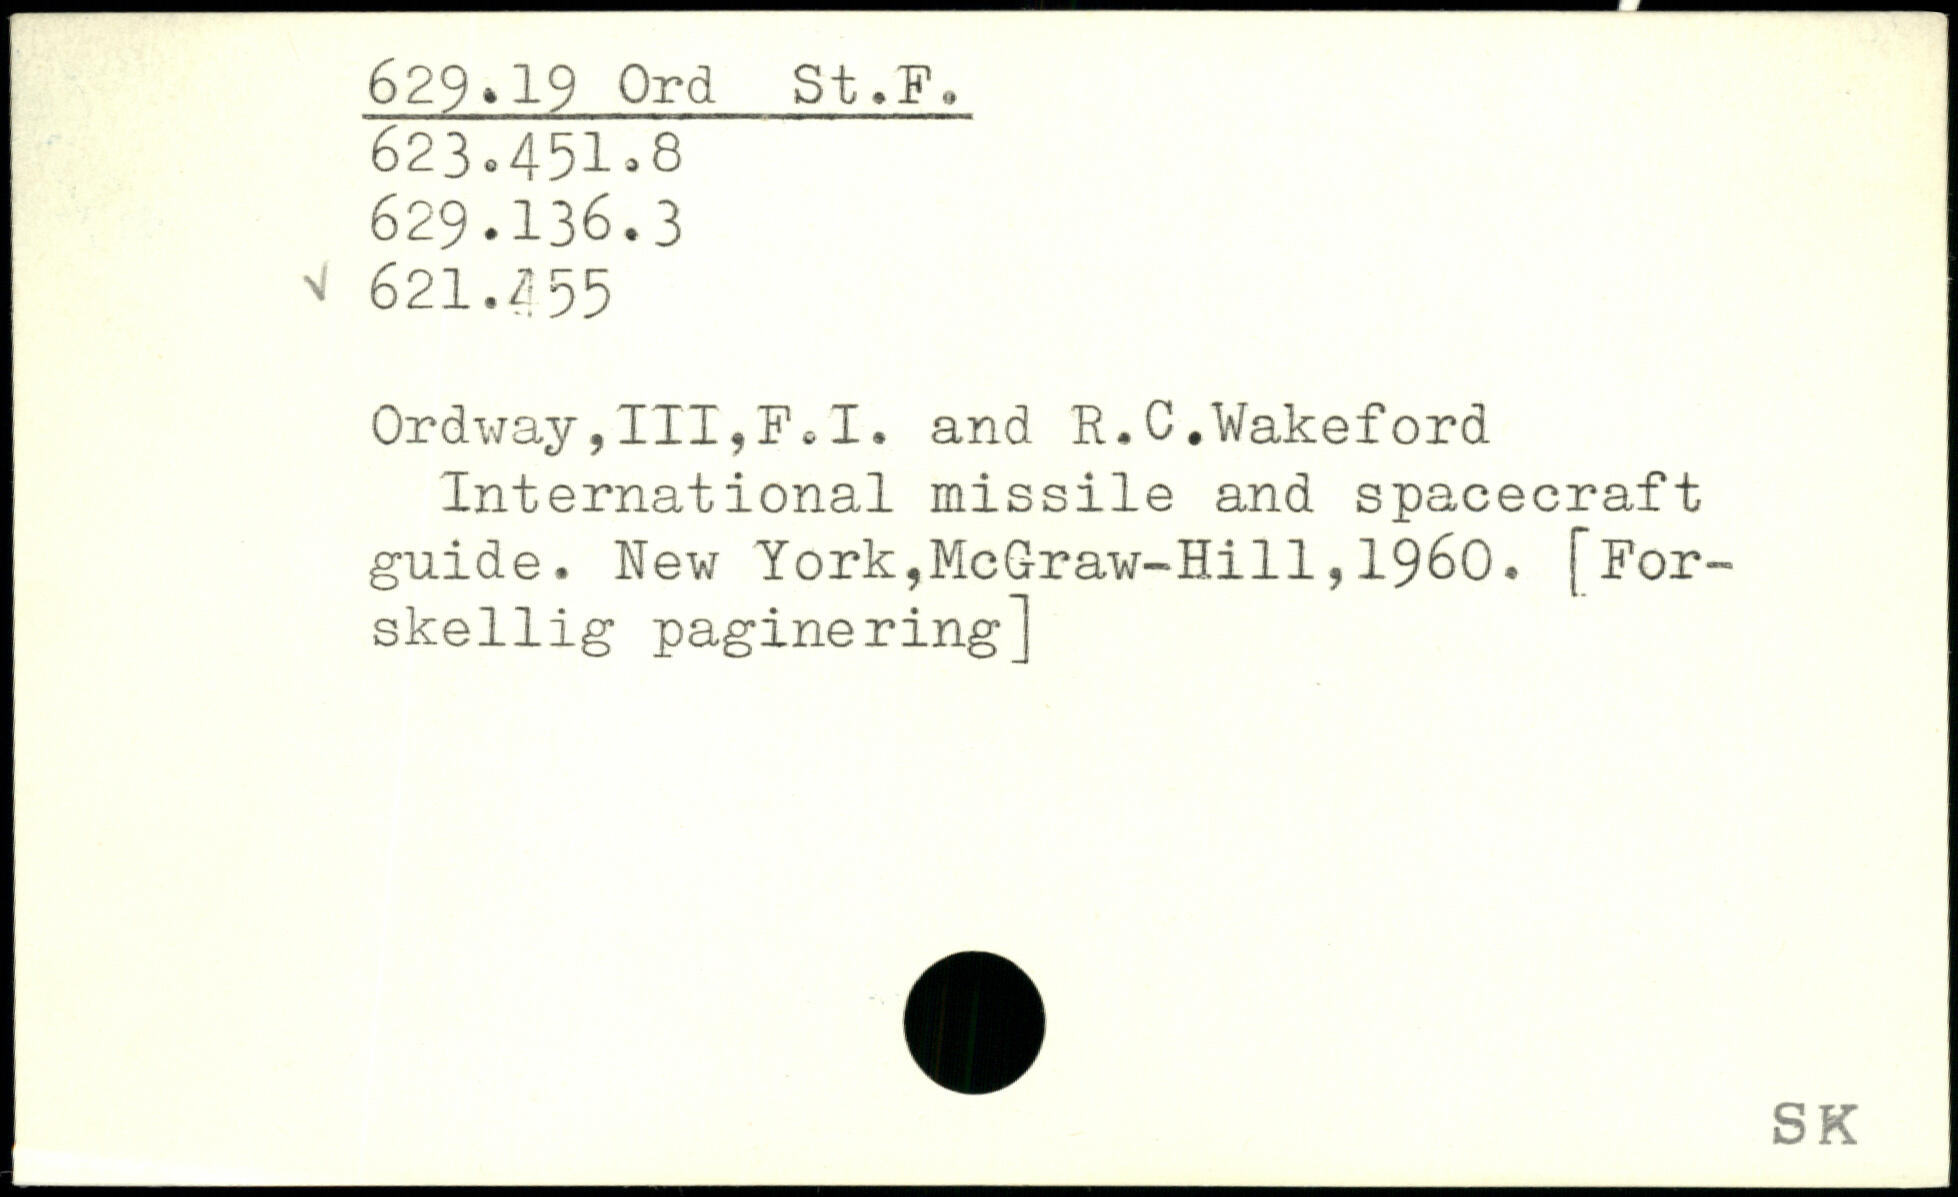 629.19 Ord St.F.
623.451.8
629.136.3
√ 621.455
Ordway,III,F.I. and R.C.Wakeford
International missile and spacecraft
guide. New York,McGraw-Hill,1960. [For-
skellig paginering]
SK